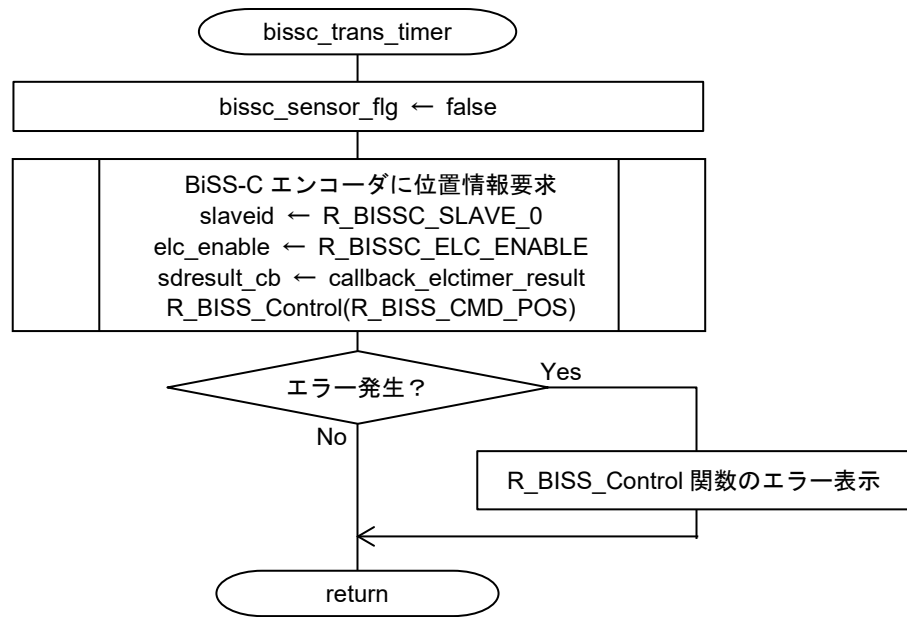 bissc_trans_timer
bissc_sensor_flg ← false
BiSS-C エンコーダに位置情報要求
slaveid ← R_BISSC_SLAVE_0
elc_enable ← R_BISSC_ELC_ENABLE
sdresult_cb ← callback_elctimer_result
R_BISS_Control(R_BISS_CMD_POS)
エラー発生？
Yes
No
R_BISS_Control 関数のエラー表示
return